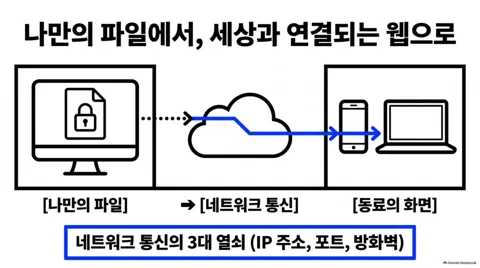 나만의 파일에서, 세상과 연결되는 웹으로
[나만의 파일]
➔ [네트워크 통신]
[동료의 화면]
네트워크 통신의 3대 열쇠 (IP 주소, 포트, 방화벽)